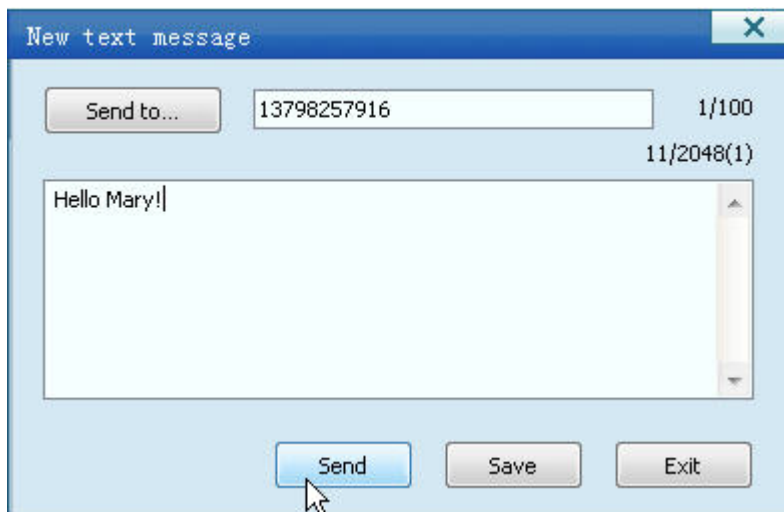 New text message
Send to... 13798257916 1/100
11/2048(1)
Hello Mary!
Send Save Exit